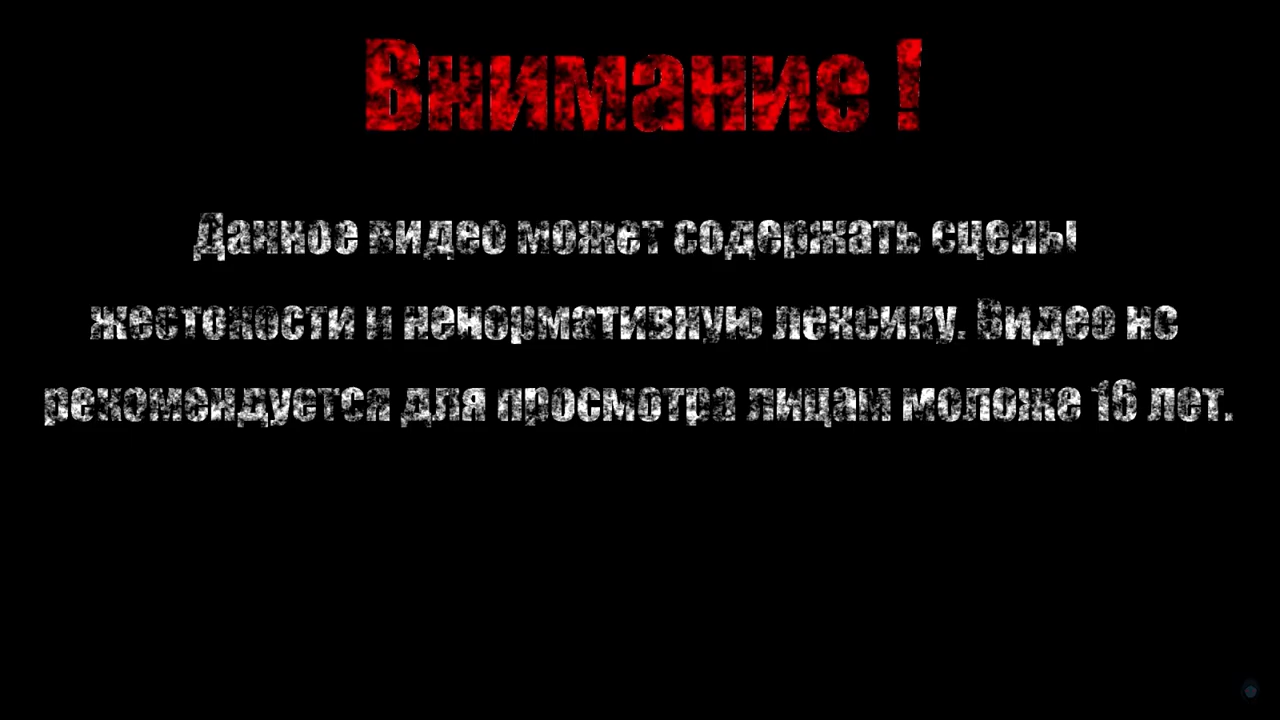 Внимание !
Данное видео может содержать сцены
жестокости и ненормативную лексику. Видео не
рекомендуется для просмотра лицам моложе 16 лет.